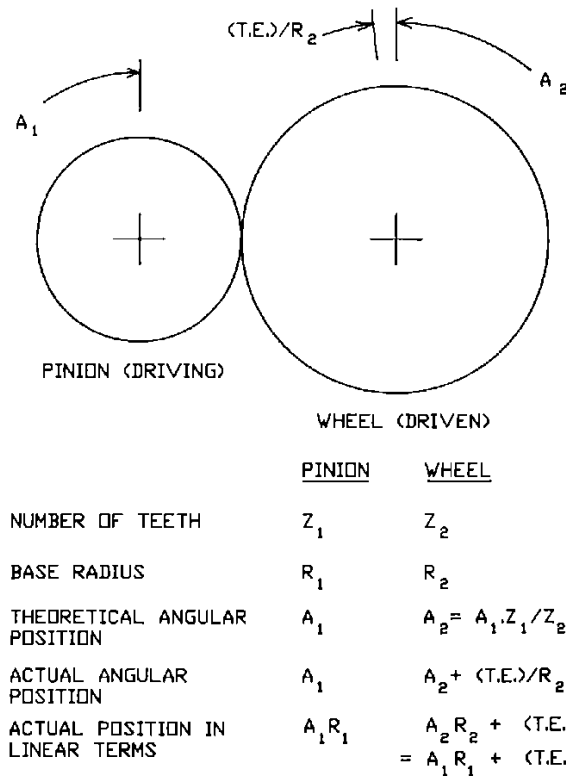 (T.E.)/R₂
A₁
A₂
PINION (DRIVING)
WHEEL (DRIVEN)
PINION WHEEL
NUMBER OF TEETH Z₁ Z₂
BASE RADIUS R₁ R₂
THEORETICAL ANGULAR A₁ A₂= A₁.Z₁/Z₂
POSITION
ACTUAL ANGULAR A₁ A₂+ (T.E.)/R₂
POSITION
ACTUAL POSITION IN A₁R₁ A₂R₂ + (T.E.
LINEAR TERMS = A₁R₁ + (T.E.